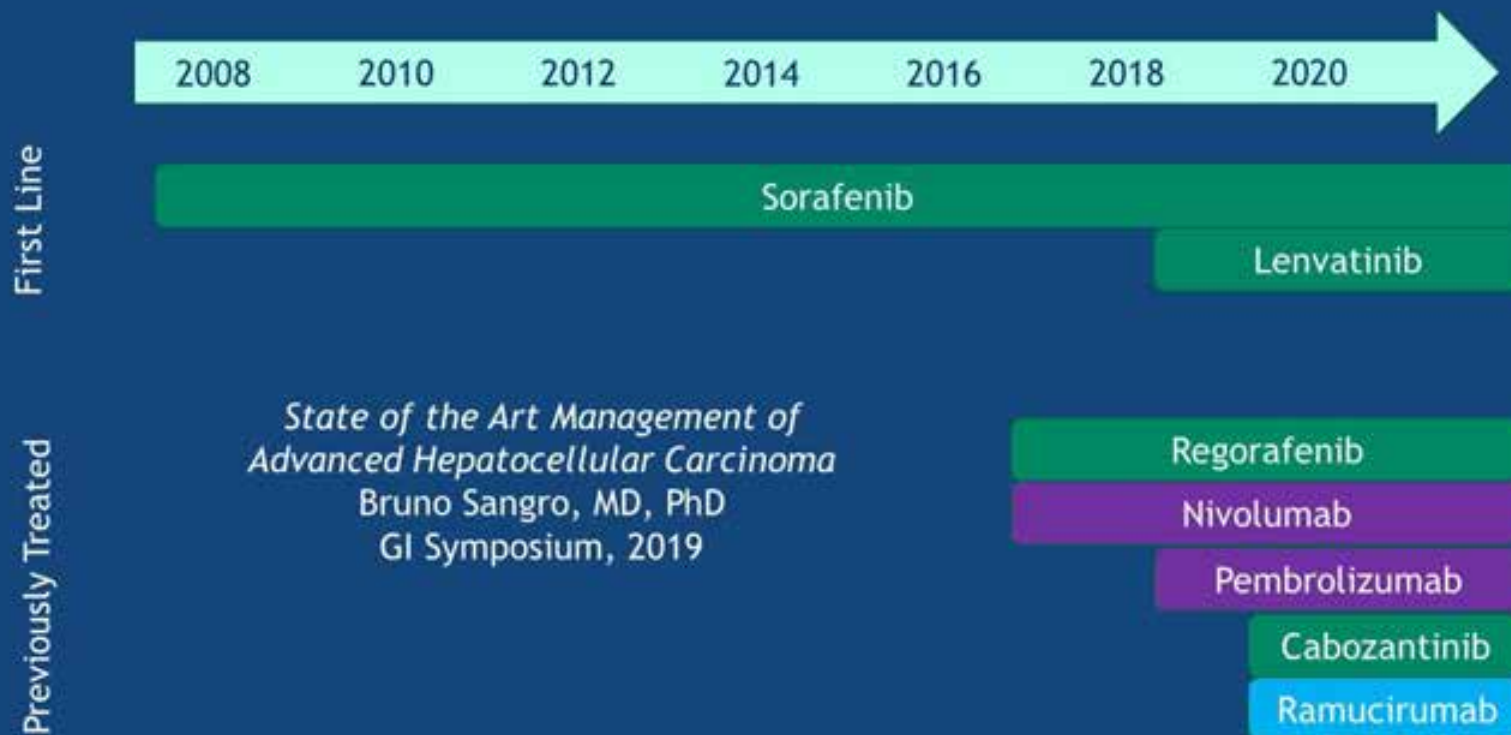 2008 2010 2012 2014 2016 2018 2020
First Line
Sorafenib
Lenvatinib
Previously Treated
State of the Art Management of
Advanced Hepatocellular Carcinoma
Bruno Sangro, MD, PhD
GI Symposium, 2019
Regorafenib
Nivolumab
Pembrolizumab
Cabozantinib
Ramucirumab